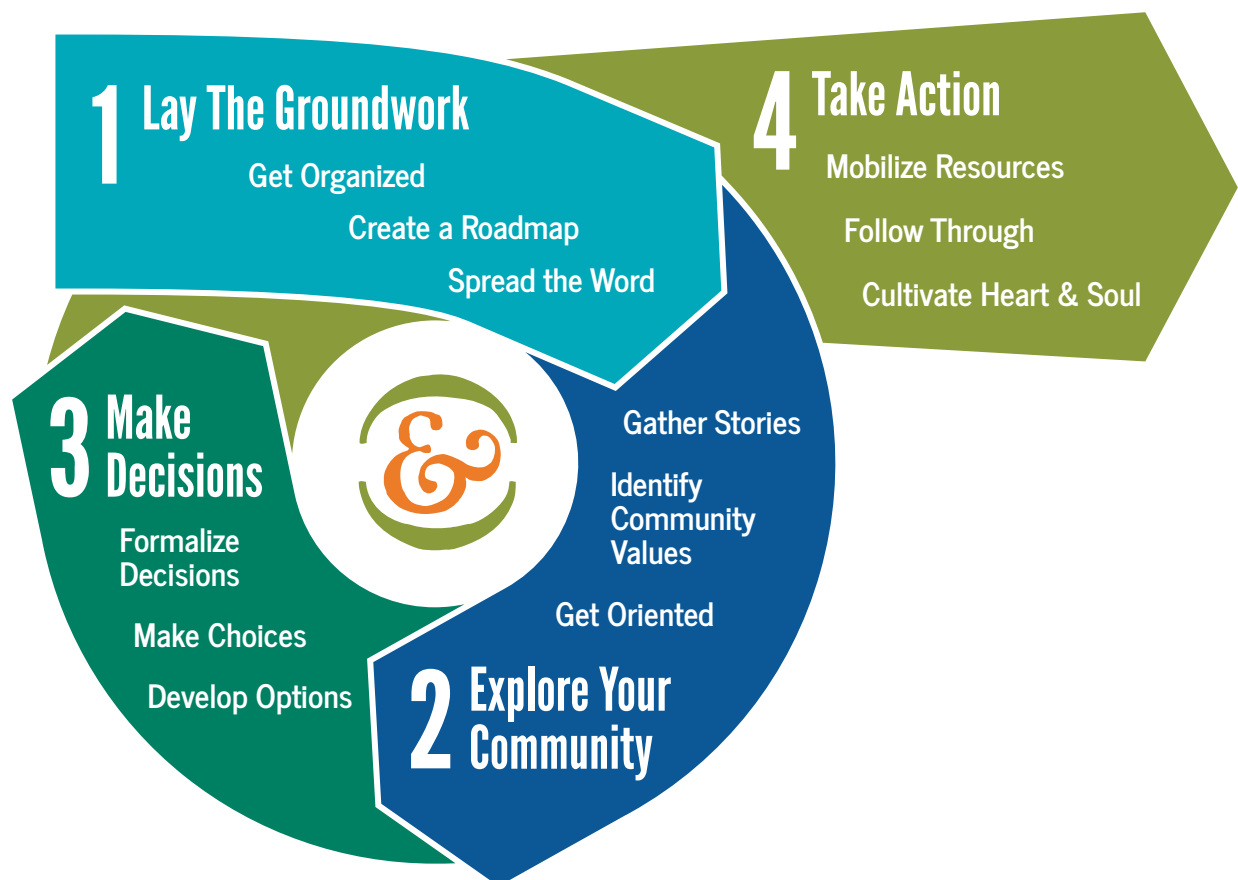 1 Lay The Groundwork
Get Organized
Create a Roadmap
Spread the Word
4 Take Action
Mobilize Resources
Follow Through
Cultivate Heart & Soul
Gather Stories
Identify
Community
Values
Get Oriented
2 Explore Your
Community
3 Make
Decisions
Formalize
Decisions
Make Choices
Develop Options
&